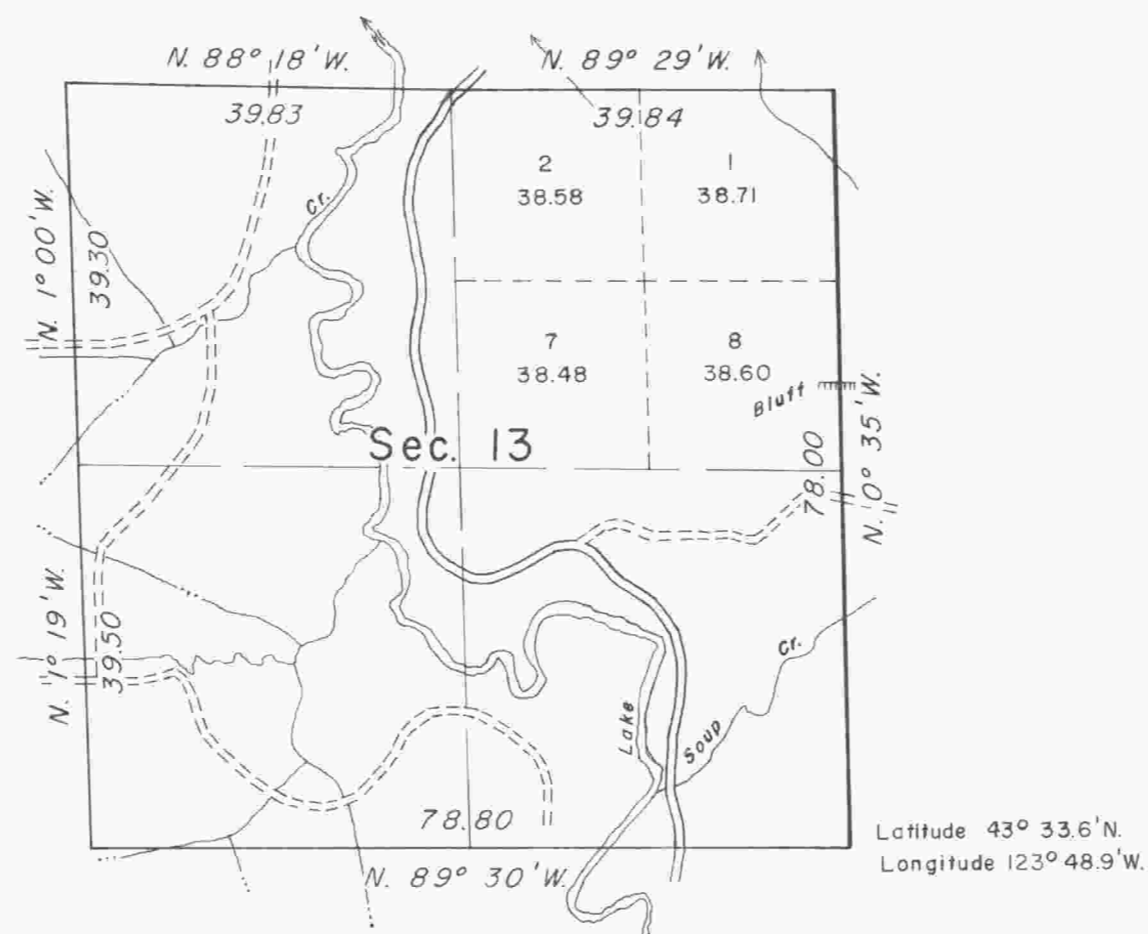 N. 88° 18' W.
N. 89° 29' W.
39.83
39.84
2
38.58
1
38.71
Cr.
N. 1° 00' W.
39.30
7
38.48
8
38.60
Bluff
Sec. 13
78.00
N. 0° 35' W.
N. 1° 19' W.
39.50
Lake
Soup
Cr.
78.80
N. 89° 30' W.
Latitude 43° 33.6' N.
Longitude 123° 48.9' W.